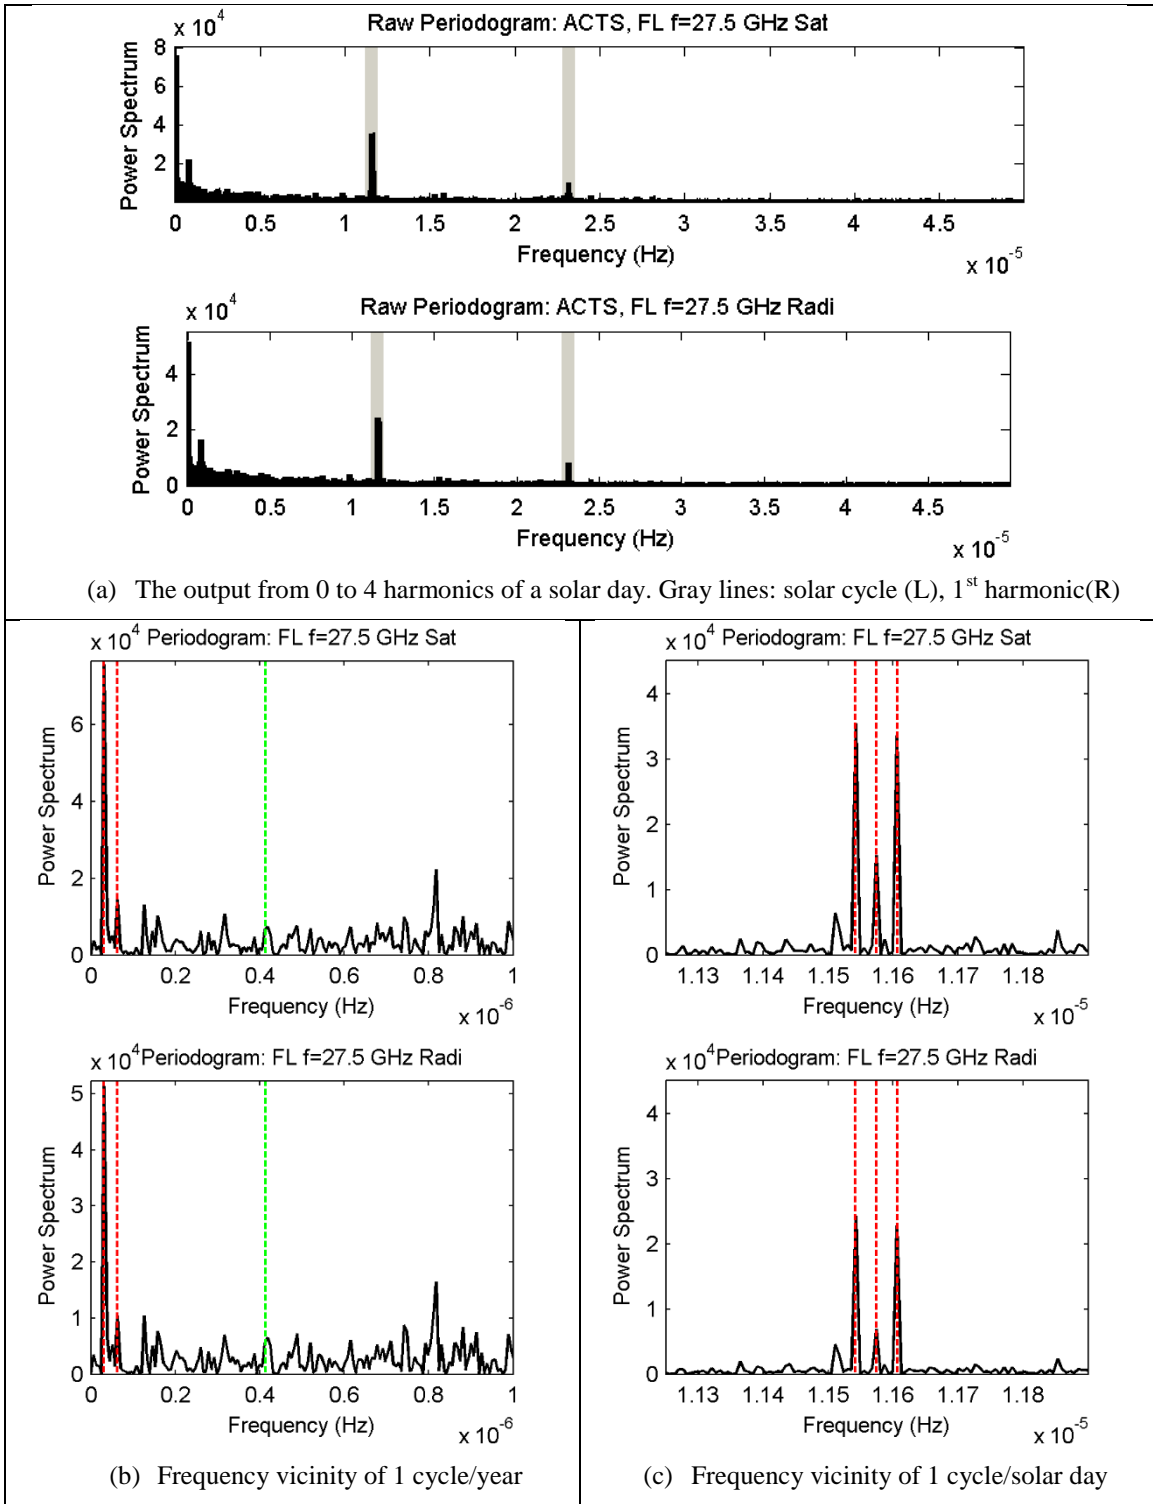 x 10^4
Raw Periodogram: ACTS, FL f=27.5 GHz Sat
8
6
4
2
Power Spectrum
0 0.5 1 1.5 2 2.5 3 3.5 4 4.5
Frequency (Hz)
x 10^-5
x 10^4
Raw Periodogram: ACTS, FL f=27.5 GHz Radi
4
2
0
Power Spectrum
0 0.5 1 1.5 2 2.5 3 3.5 4 4.5
Frequency (Hz)
x 10^-5
(a) The output from 0 to 4 harmonics of a solar day. Gray lines: solar cycle (L), 1^st harmonic(R)
x 10^4 Periodogram: FL f=27.5 GHz Sat
6
4
2
0
Power Spectrum
0 0.2 0.4 0.6 0.8 1
Frequency (Hz)
x 10^-6
x 10^4 Periodogram: FL f=27.5 GHz Radi
5
4
3
2
1
0
Power Spectrum
0 0.2 0.4 0.6 0.8 1
Frequency (Hz)
x 10^-6
(b) Frequency vicinity of 1 cycle/year
x 10^4 Periodogram: FL f=27.5 GHz Sat
4
3
2
1
0
Power Spectrum
1.13 1.14 1.15 1.16 1.17 1.18
Frequency (Hz)
x 10^-5
x 10^4 Periodogram: FL f=27.5 GHz Radi
4
3
2
1
0
Power Spectrum
1.13 1.14 1.15 1.16 1.17 1.18
Frequency (Hz)
x 10^-5
(c) Frequency vicinity of 1 cycle/solar day